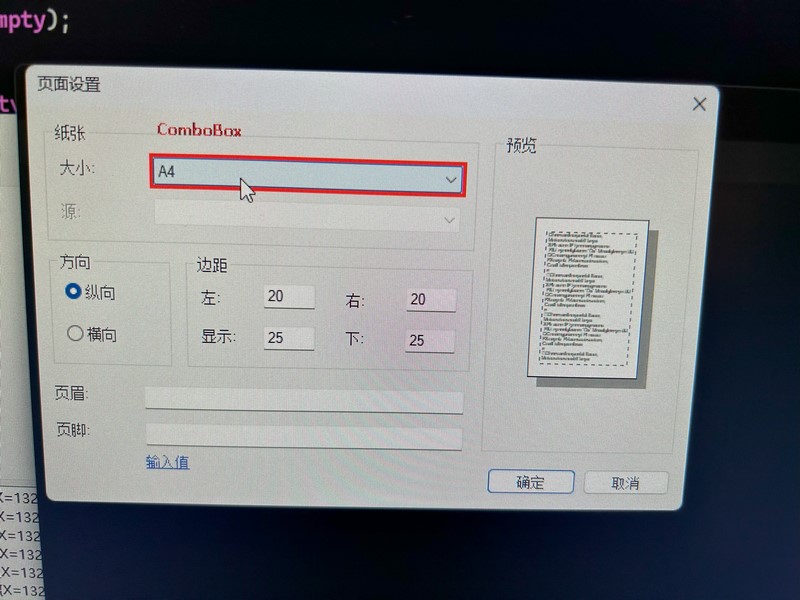 mpty);
ty
页面设置
纸张
ComboBox
预览
大小:
A4
源:
方向
边距
纵向
左:
20
右:
20
横向
显示:
25
下:
25
页眉:
页脚:
输入值
确定
取消
X=132
X=132
X=132
X=132
X=132
{X=132